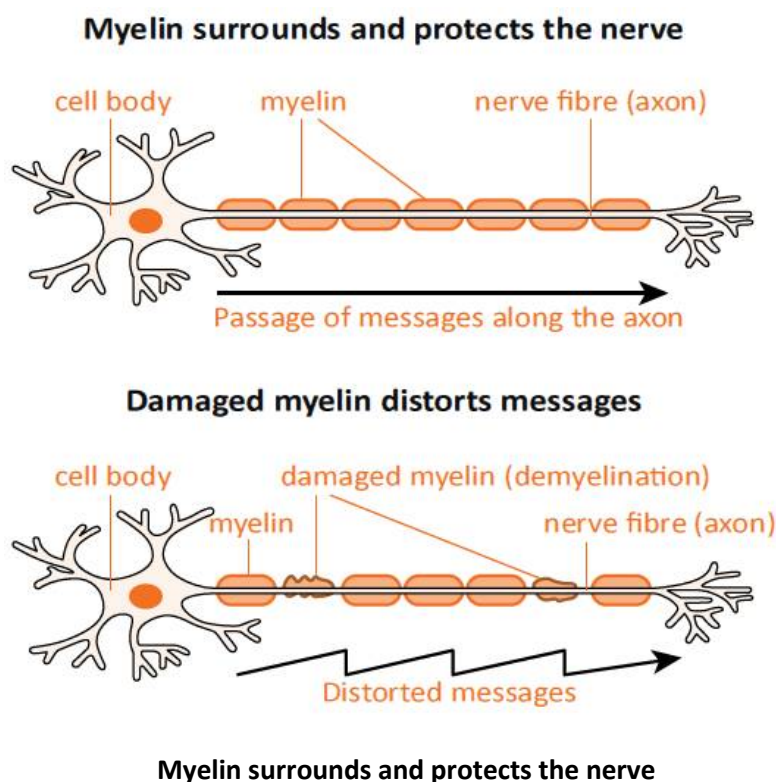 Myelin surrounds and protects the nerve
cell body myelin nerve fibre (axon)
Passage of messages along the axon
Damaged myelin distorts messages
cell body damaged myelin (demyelination)
myelin nerve fibre (axon)
Distorted messages
Myelin surrounds and protects the nerve